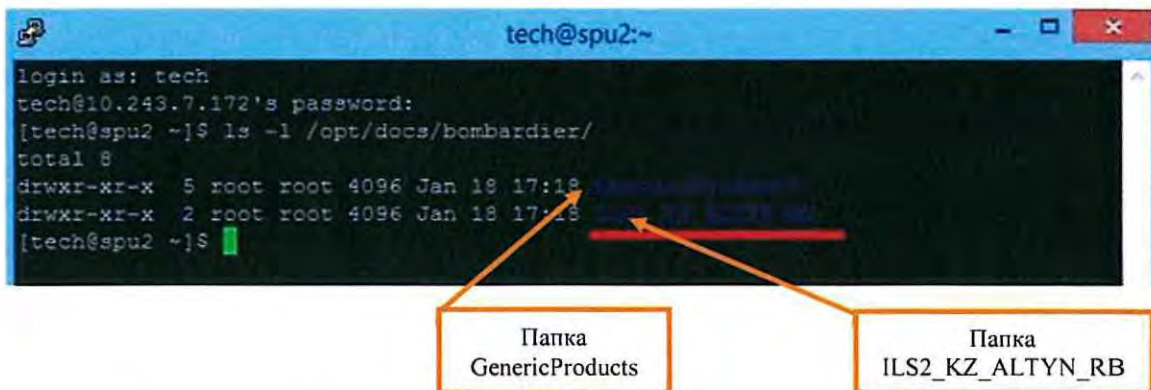 tech@spu2:~
login as: tech
tech@10.243.7.172's password:
[tech@spu2 ~]$ ls -l /opt/docs/bombardier/
total 8
drwxr-xr-x 5 root root 4096 Jan 18 17:18
drwxr-xr-x 2 root root 4096 Jan 18 17:18
[tech@spu2 ~]$
Папка
GenericProducts
Папка
ILS2_KZ_ALTYN_RB